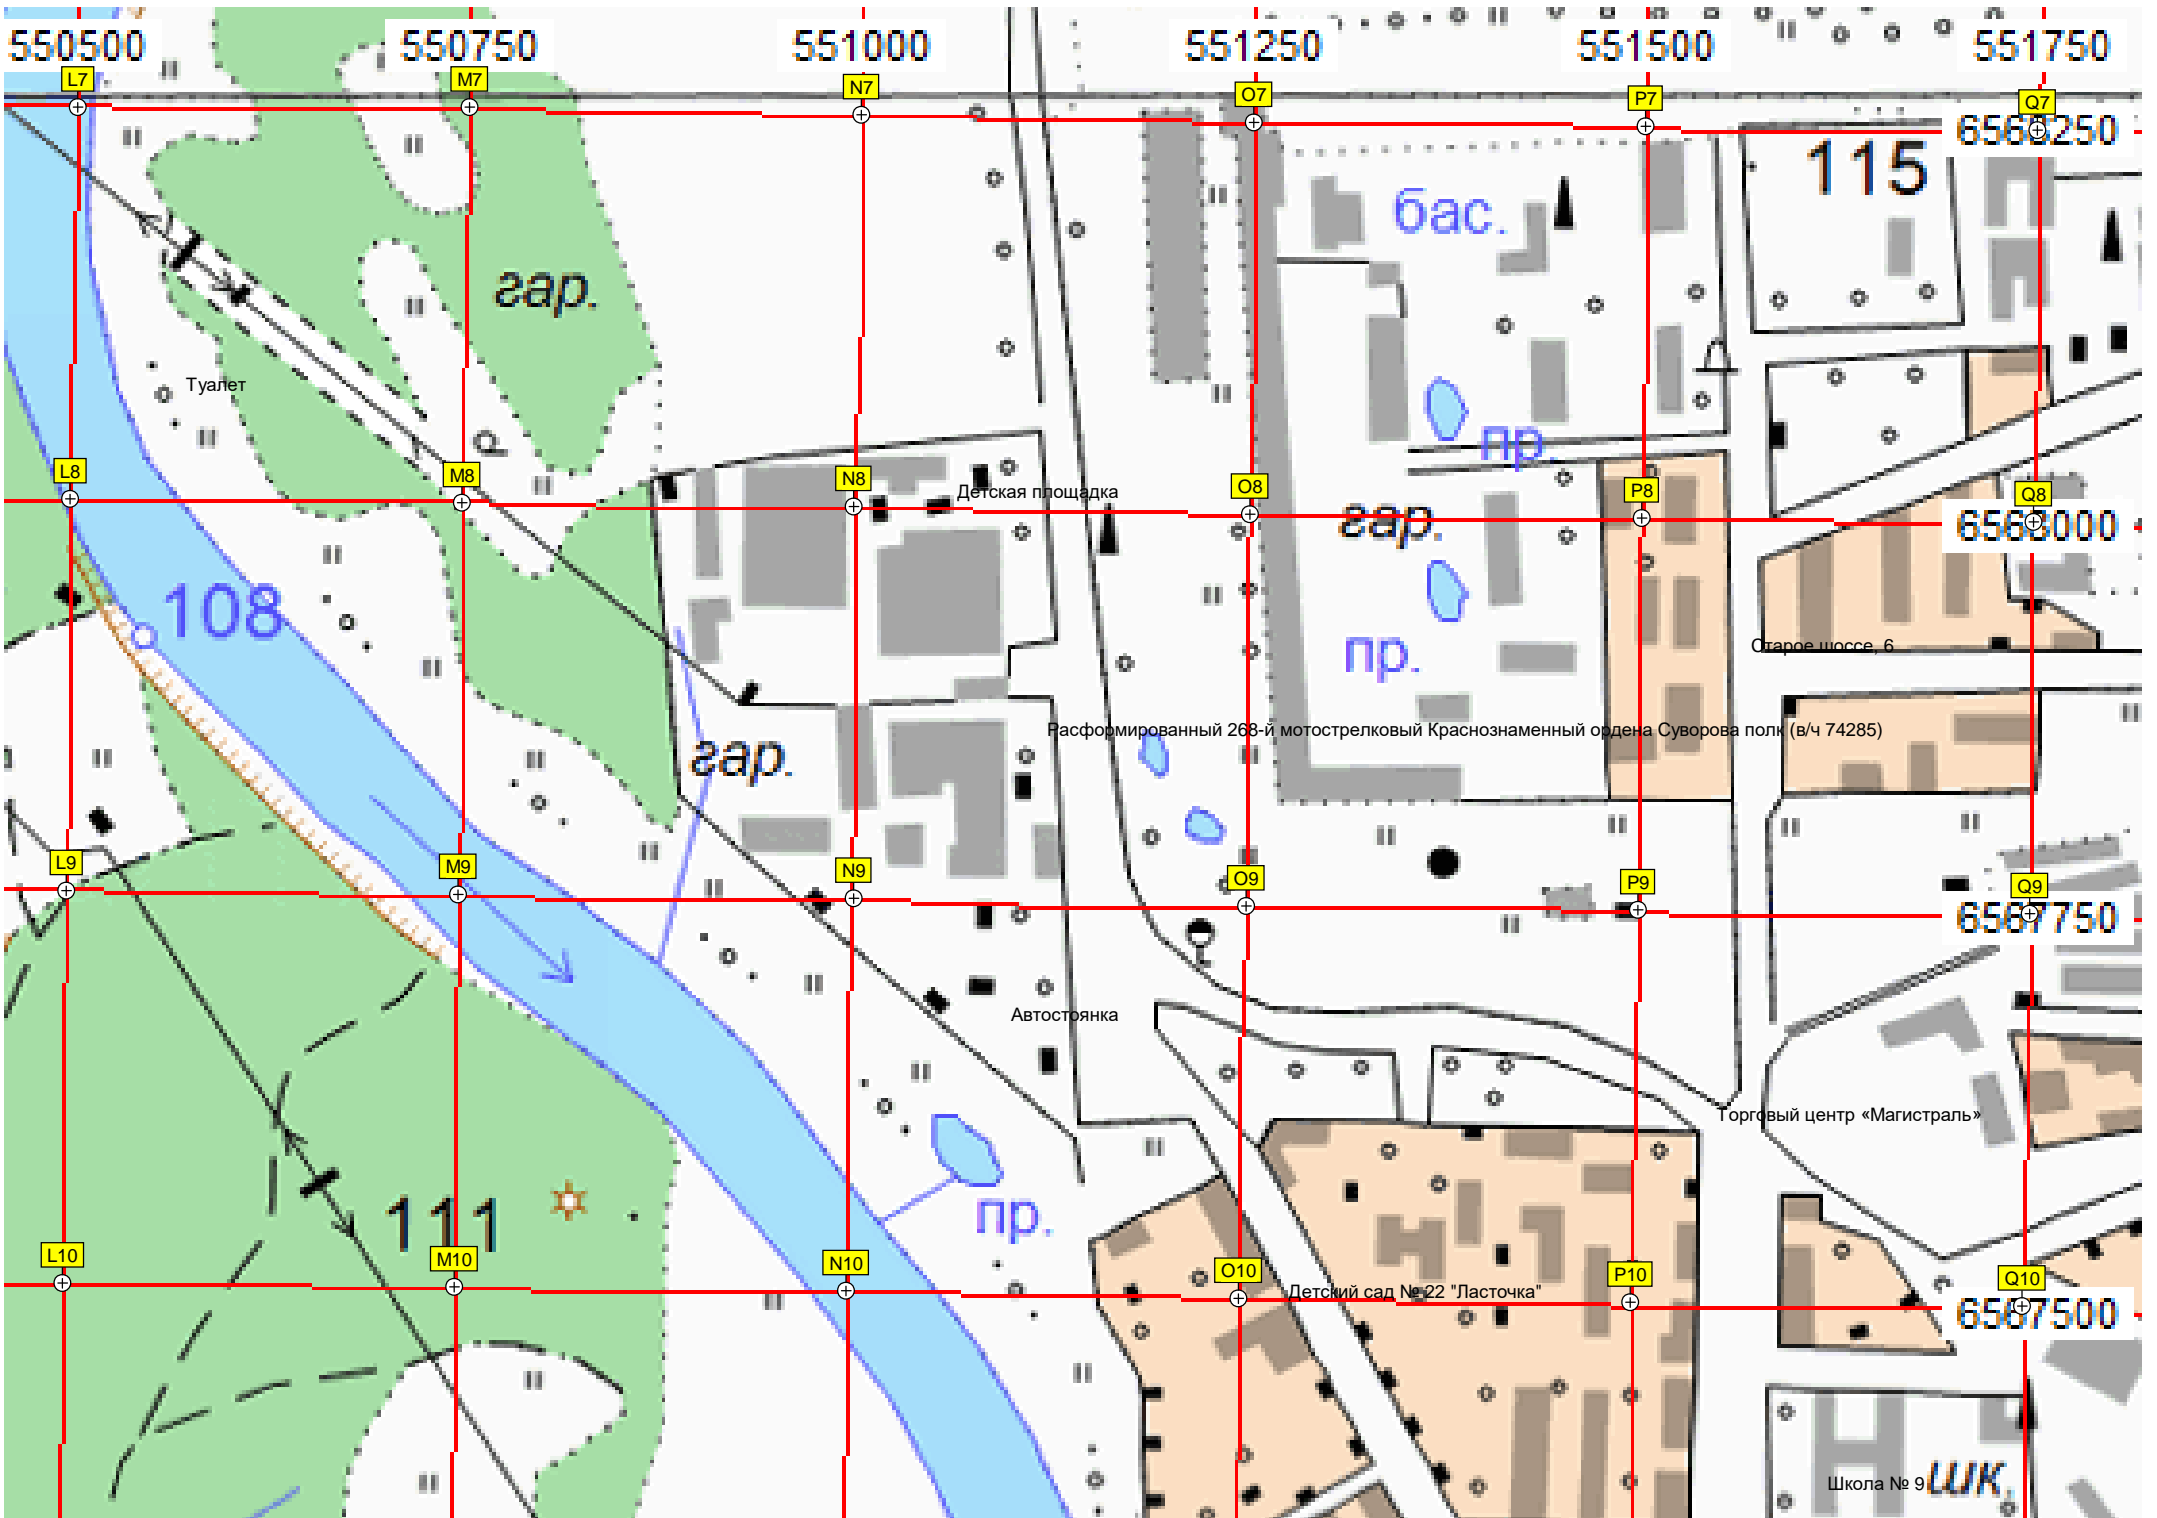 550500 550750 551000 551250 551500 551750
L7 M7 N7 O7 P7 Q7
6568250
115
бас.
гар.
Туалет
пр.
L8 M8 N8 O8 P8 Q8
Детская площадка
гар.
6568000
108
пр.
Старое шоссе, 6
Расформированный 268-й мотострелковый Краснознаменный ордена Суворова полк (в/ч 74285)
гар.
L9 M9 N9 O9 P9 Q9
6567750
Автостоянка
Торговый центр «Магистраль»
111
пр.
L10 M10 N10 O10 P10 Q10
Детский сад № 22 "Ласточка"
6567500
Школа № 9
шк.